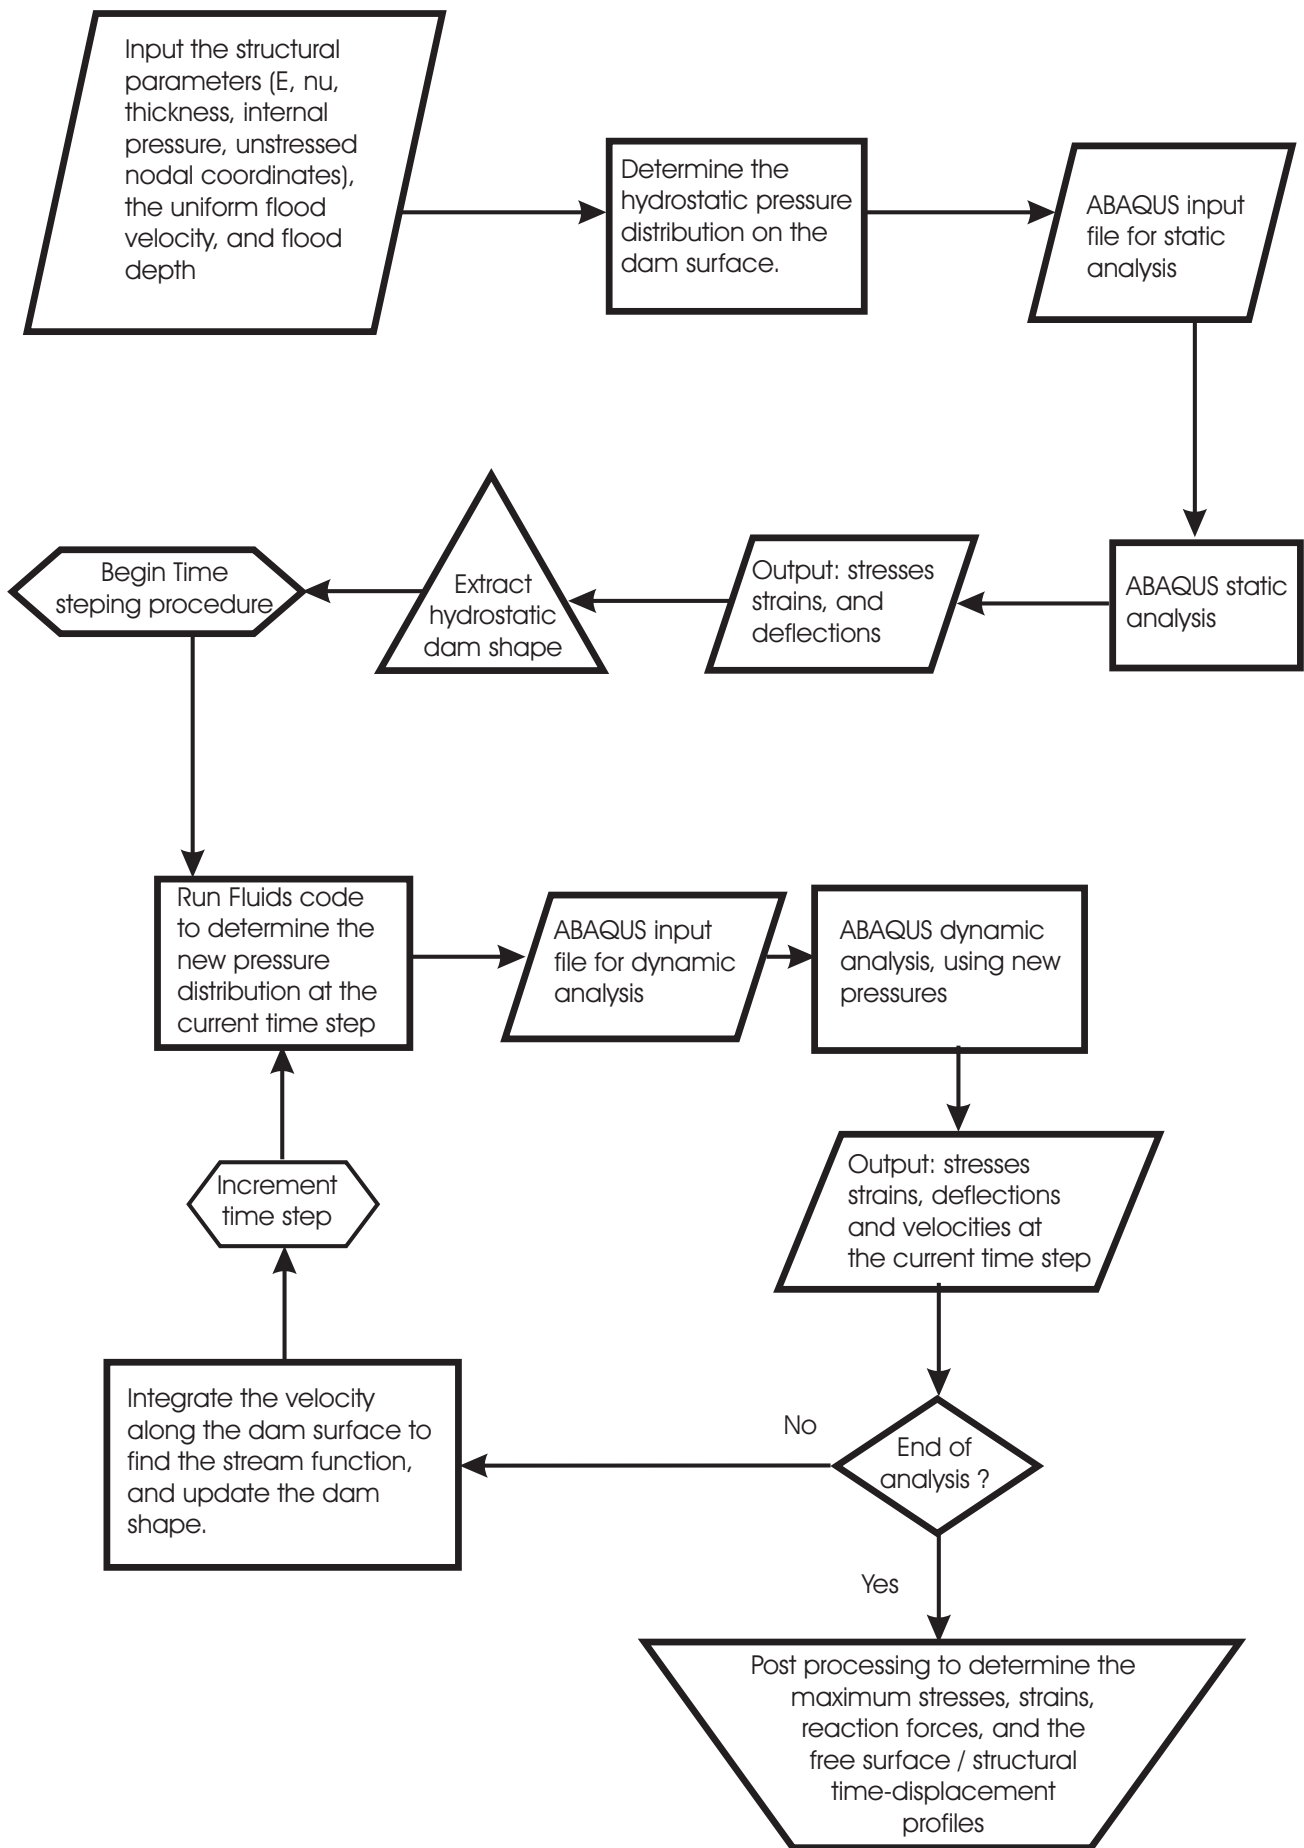 Input the structural
parameters (E, nu,
thickness, internal
pressure, unstressed
nodal coordinates),
the uniform flood
velocity, and flood
depth
Determine the
hydrostatic pressure
distribution on the
dam surface.
ABAQUS input
file for static
analysis
ABAQUS static
analysis
Output: stresses
strains, and
deflections
Extract
hydrostatic
dam shape
Begin Time
steping procedure
Run Fluids code
to determine the
new pressure
distribution at the
current time step
ABAQUS input
file for dynamic
analysis
ABAQUS dynamic
analysis, using new
pressures
Output: stresses
strains, deflections
and velocities at
the current time step
End of
analysis ?
No
Integrate the velocity
along the dam surface to
find the stream function,
and update the dam
shape.
Increment
time step
Yes
Post processing to determine the
maximum stresses, strains,
reaction forces, and the
free surface / structural
time-displacement
profiles